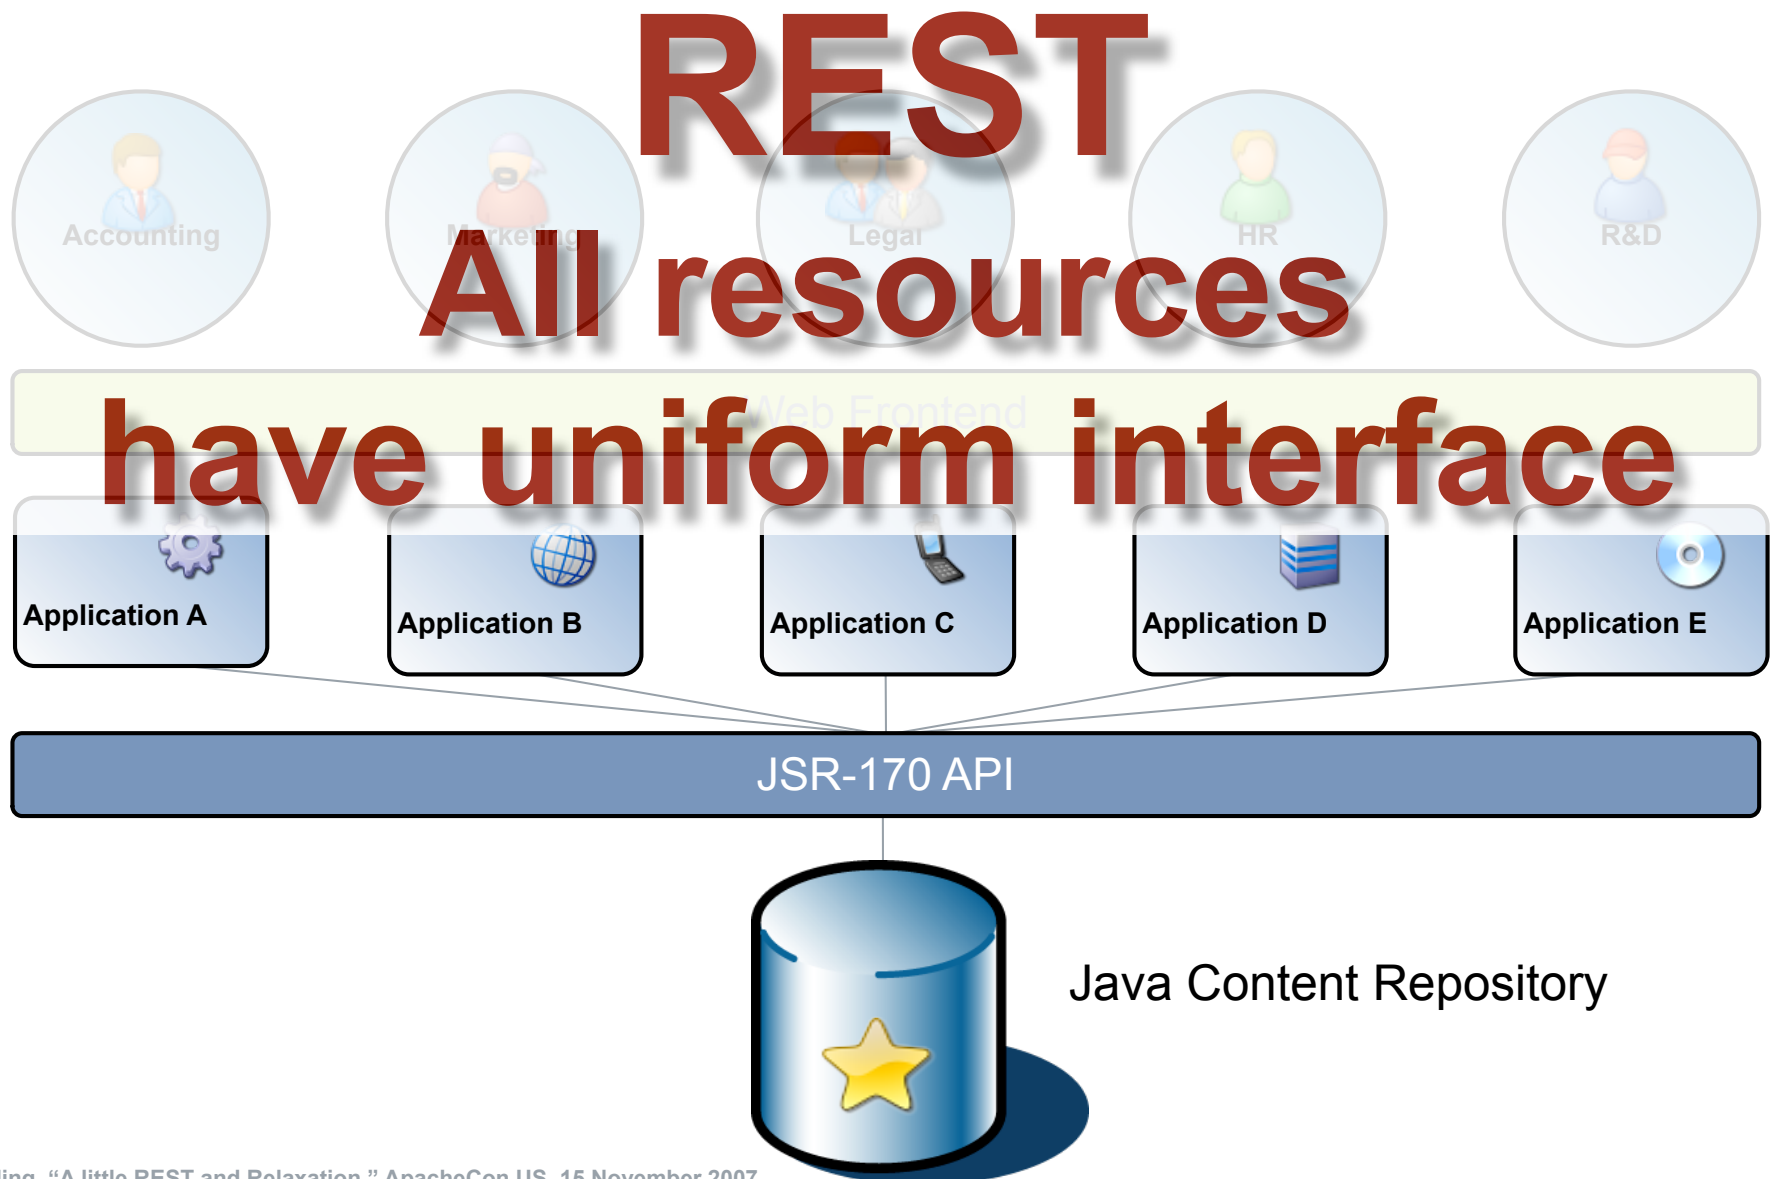 REST
Accounting Marketing Legal HR R&D
All resources
Web Frontend
have uniform interface
Application A Application B Application C Application D Application E
JSR-170 API
Java Content Repository
“A little REST and Relaxation,” ApacheCon US, 15 November 2007